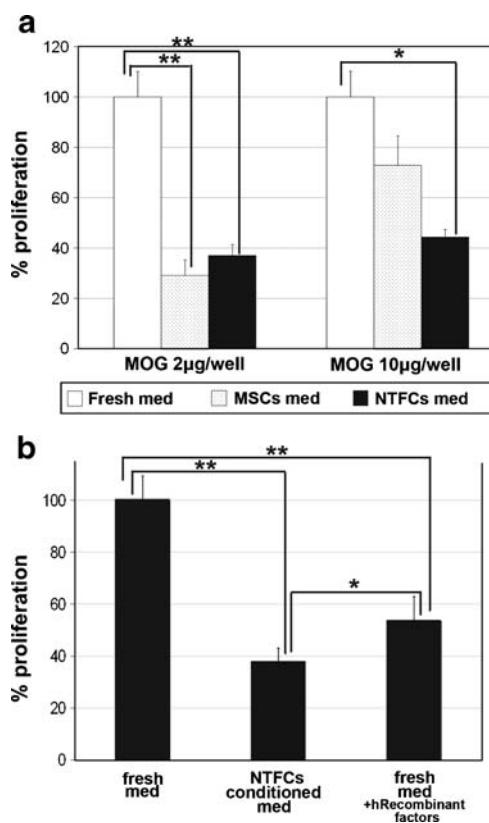 a
120
100
80
60
40
20
0
% proliferation
**
**
*
MOG 2µg/well MOG 10µg/well
Fresh med MSCs med NTFCs med
b
100
80
60
40
20
0
% proliferation
**
**
*
fresh
med
NTFCs
conditioned
med
fresh
med
+hRecombinant
factors